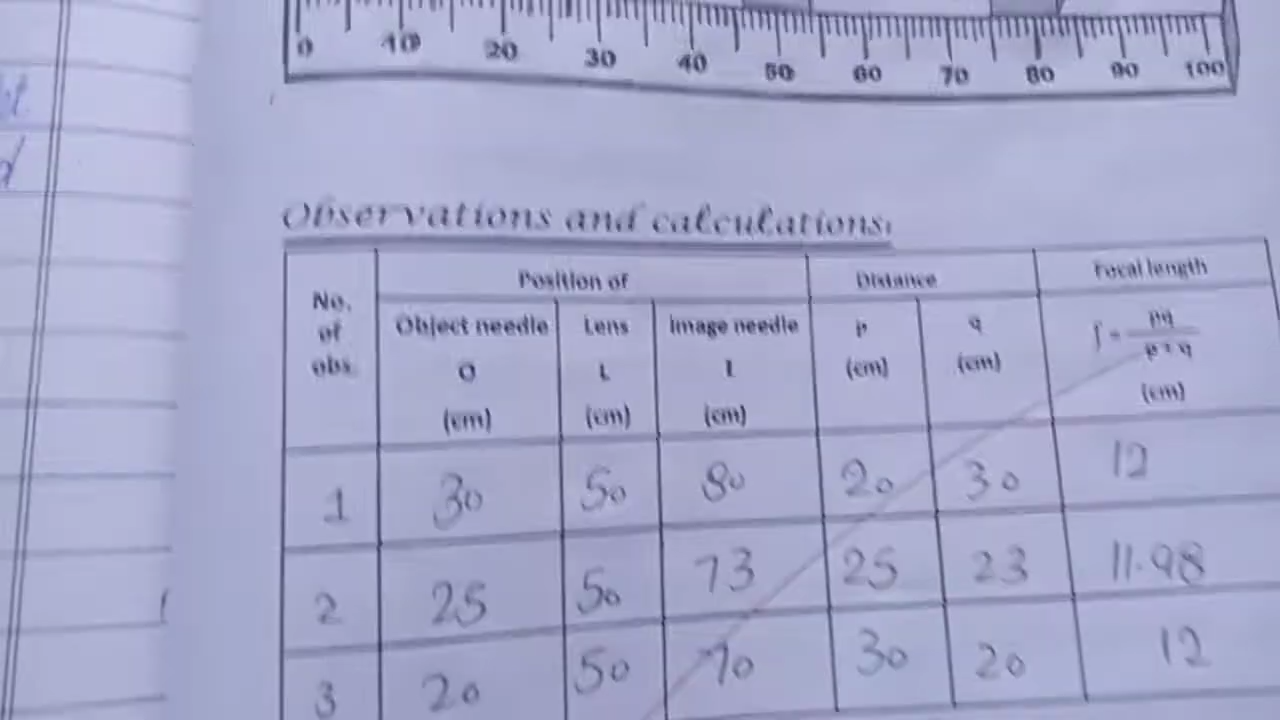 0 10 20 30 40 50 60 70 80 90 100
Observations and calculations:
No. of obs.
Position of
Distance
Focal length
Object needle O (cm)
Lens L (cm)
Image needle I (cm)
p (cm)
q (cm)
f = pq / p + q (cm)
1 30 50 80 20 30 12
2 25 50 73 25 23 11.98
3 20 50 70 30 20 12